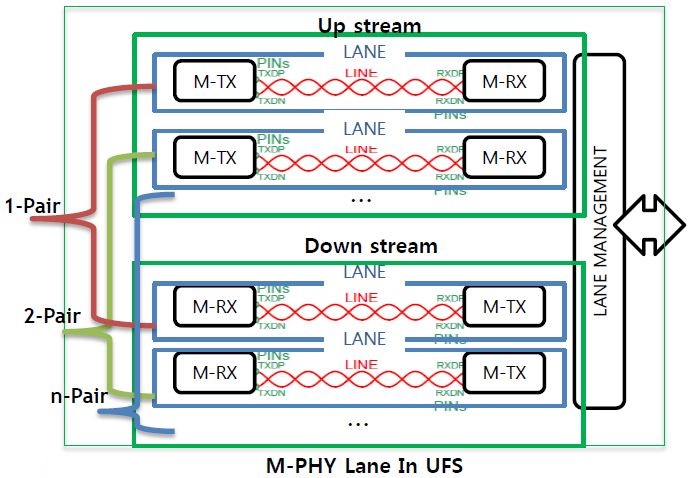 Up stream
LANE
PINs
M-TX TXDP LINE RXDP M-RX
TXDN RXDN
PINs
LANE
PINs
M-TX TXDP LINE RXDP M-RX
TXDN RXDN
PINs
...
1-Pair
Down stream
LANE
PINs
M-RX TXDP LINE RXDP M-TX
TXDN RXDN
PINs
2-Pair
LANE
PINs
M-RX TXDP LINE RXDP M-TX
TXDN RXDN
PINs
n-Pair
...
LANE MANAGEMENT
M-PHY Lane In UFS